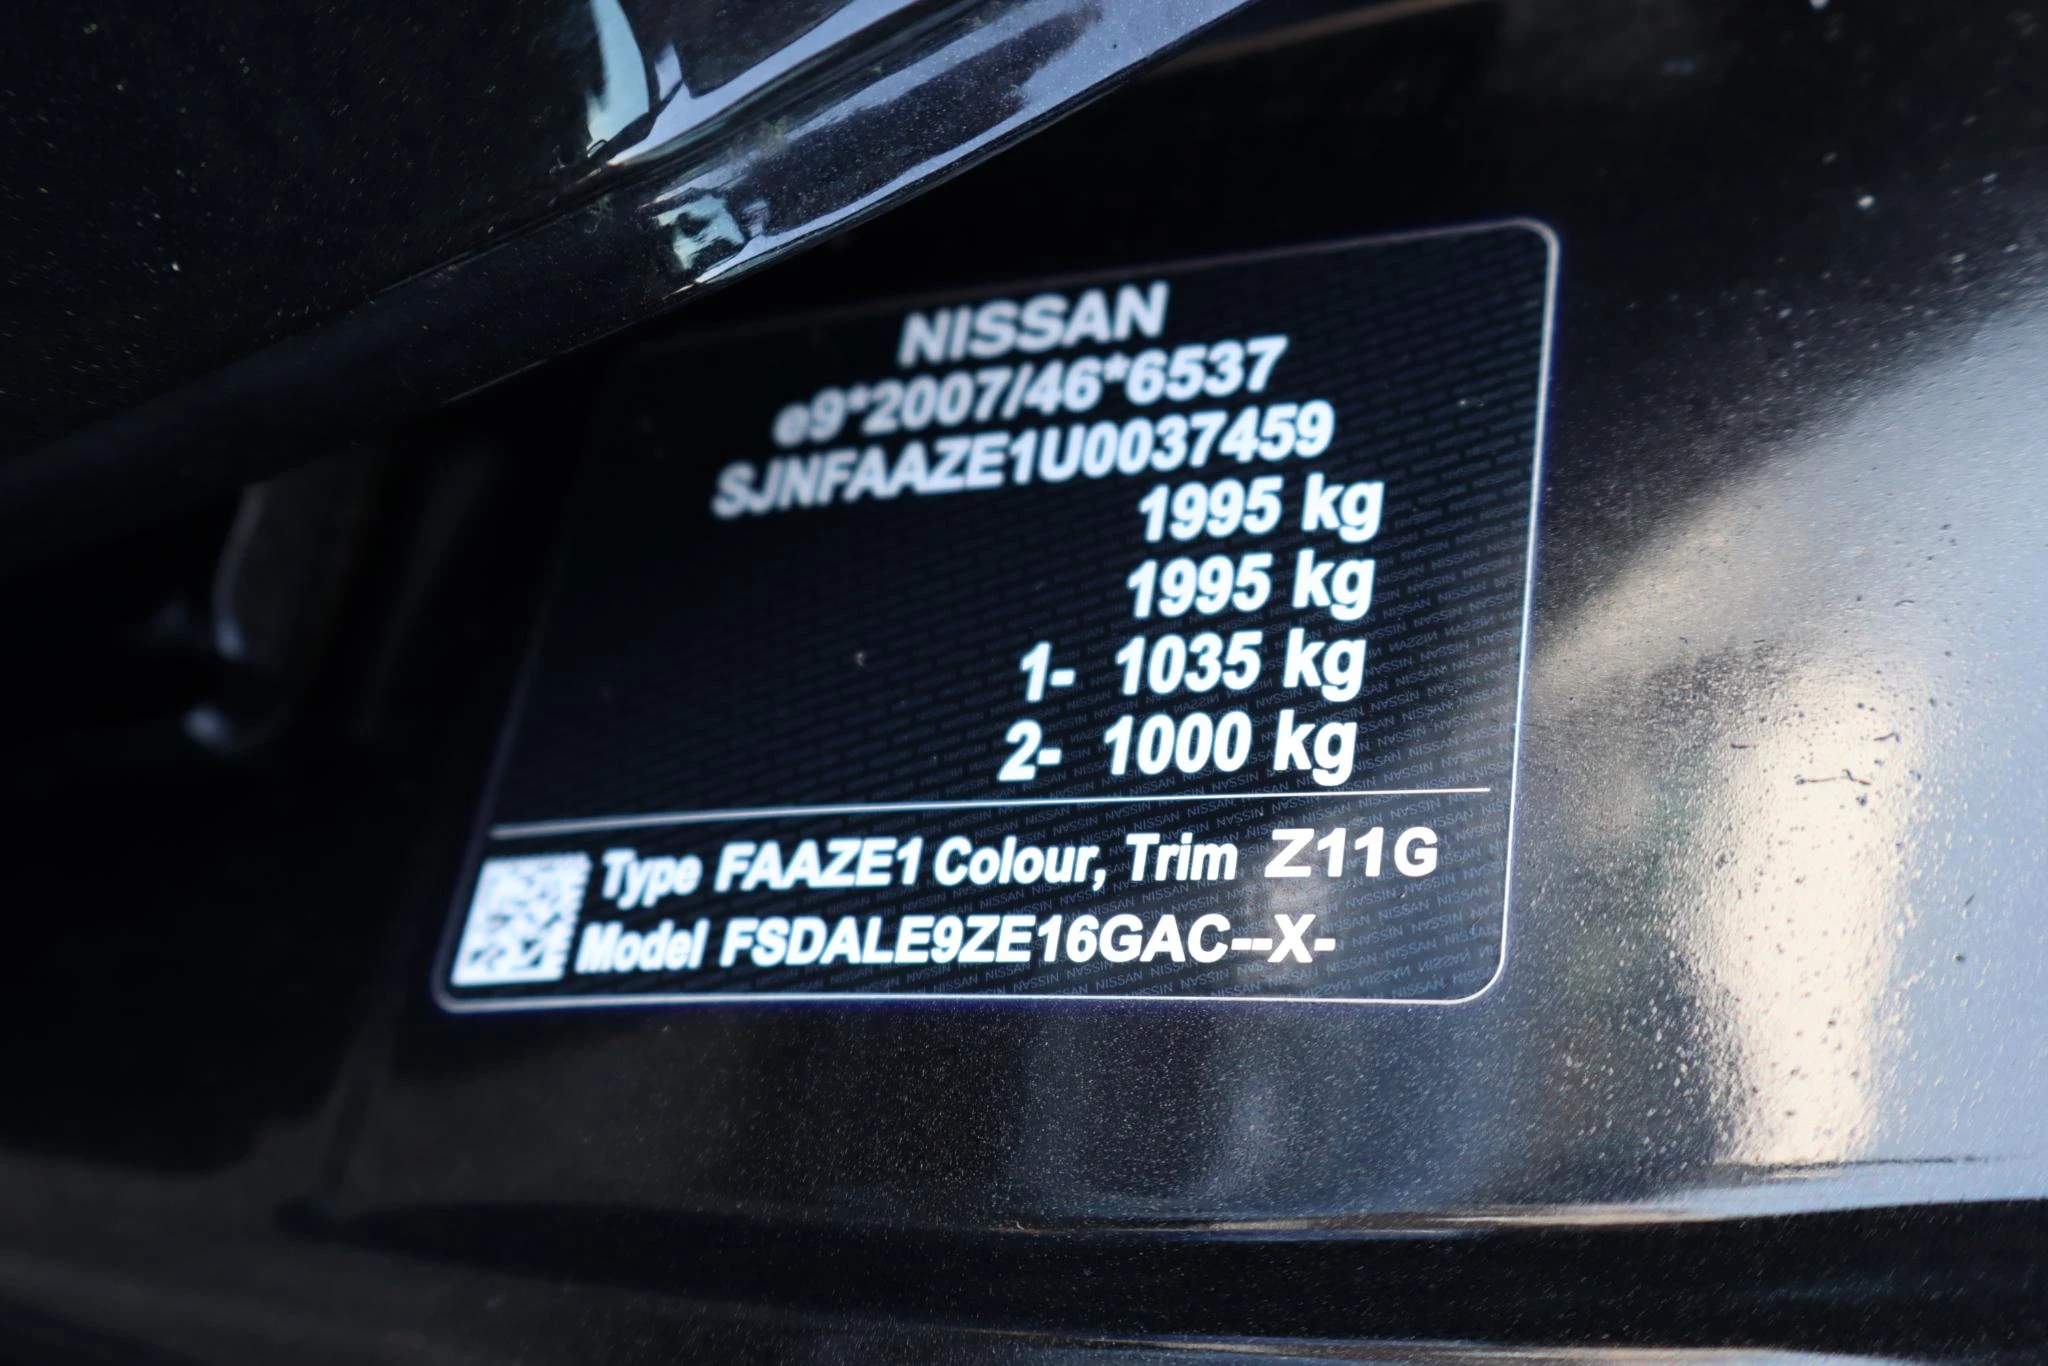 NISSAN
e9*2007/46*6537
SJNFAAZE1U0037459
1995 kg
1995 kg
1- 1035 kg
2- 1000 kg
Type FAAZE1 Colour, Trim Z11G
Model FSDALE9ZE16GAC--X-